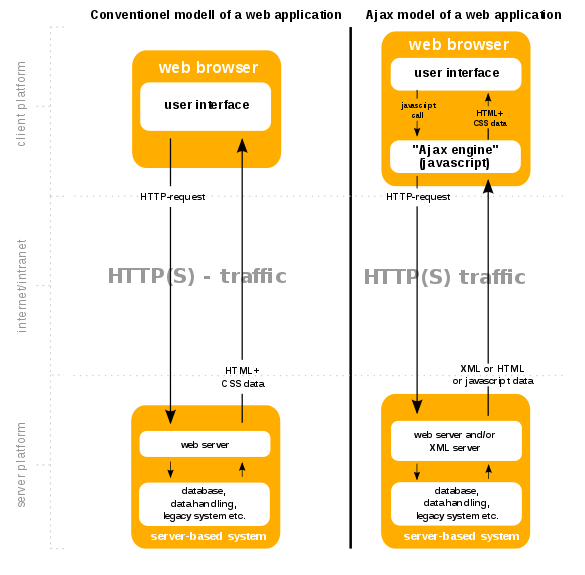 Conventionel modell of a web application
Ajax model of a web application
client platform
internet/intranet
server platform
web browser
user interface
HTTP-request
HTTP(S) - traffic
HTML+
CSS data
web server
database,
datahandling,
legacy system etc.
server-based system
web browser
user interface
javascript
call
HTML+
CSS data
"Ajax engine"
(javascript)
HTTP-request
HTTP(S) traffic
XML or HTML
or javascript data
web server and/or
XML server
database,
datahandling,
legacy system etc.
server-based system